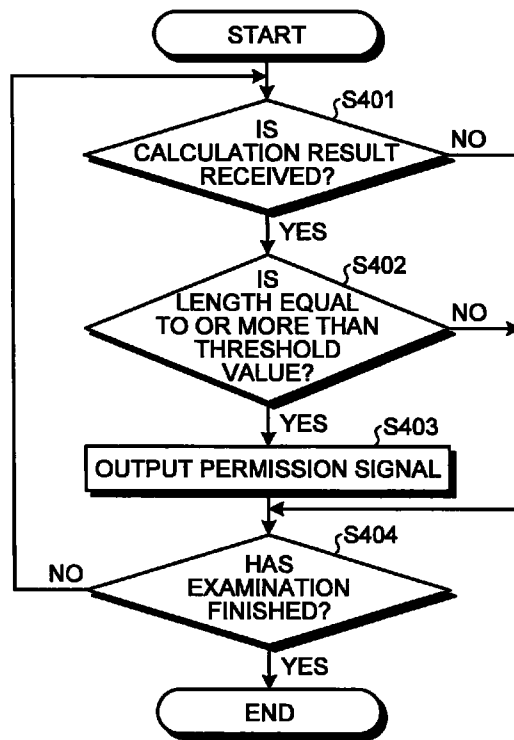 START
S401
IS
CALCULATION RESULT
RECEIVED?
NO
YES
S402
IS
LENGTH EQUAL
TO OR MORE THAN
THRESHOLD
VALUE?
NO
YES
S403
OUTPUT PERMISSION SIGNAL
S404
HAS
EXAMINATION
FINISHED?
NO
YES
END